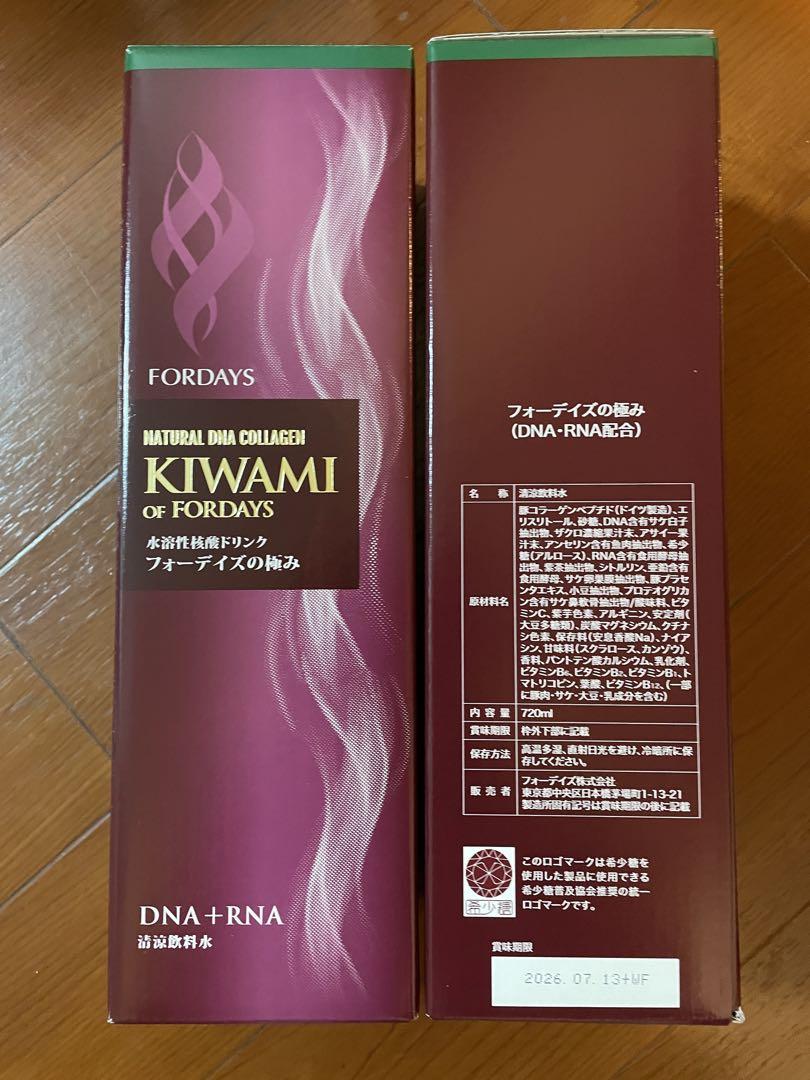 FORDAYS
NATURAL DNA COLLAGEN
KIWAMI
OF FORDAYS
水溶性核酸ドリンク
フォーデイズの極み
DNA+RNA
清涼飲料水
フォーデイズの極み
(DNA・RNA配合)
名称 清涼飲料水
原材料名
豚コラーゲンペプチド(ドイツ製造)、エ
リスリトール、砂糖、DNA含有サケ白子
抽出物、ザクロ濃縮果汁末、アサイー果
汁末、アンセリン含有魚肉抽出物、希少
糖(アルロース)、RNA含有食用酵母抽
出物、紫茶抽出物、シトルリン、亜鉛含有
食用酵母、サケ卵巣膜抽出物、豚プラセ
ンタエキス、小豆抽出物、プロテオグリカ
ン含有サケ鼻軟骨抽出物/酸味料、ビタ
ミンC、紫芋色素、アルギニン、安定剤
(大豆多糖類)、炭酸マグネシウム、クチナ
シ色素、保存料(安息香酸Na)、ナイア
シン、甘味料(スクラロース、カンゾウ)、
香料、パントテン酸カルシウム、乳化剤、
ビタミンB6、ビタミンB2、ビタミンB1、ト
マトリコピン、葉酸、ビタミンB12、(一部
に豚肉・サケ・大豆・乳成分を含む)
内容量 720ml
賞味期限 枠外下部に記載
保存方法 高温多湿、直射日光を避け、冷暗所に保
存してください。
販売者
フォーデイズ株式会社
東京都中央区日本橋茅場町1-13-21
製造所固有記号は賞味期限の後に記載
希少糖
このロゴマークは希少糖を
使用した製品に使用できる
希少糖普及協会推奨の統一
ロゴマークです。
賞味期限
2026.07.13+WF